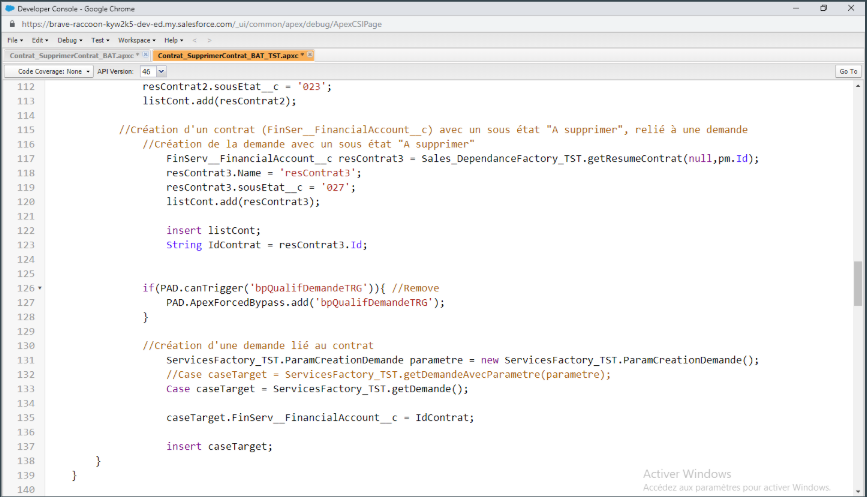 Developer Console - Google Chrome
https://brave-raccoon-kyw2k5-dev-ed.my.salesforce.com/_ui/common/apex/debug/ApexCSIPage
File Edit Debug Test Workspace Help < >
Contrat_SupprimerContrat_BAT.apxc * Contrat_SupprimerContrat_BAT_TST.apxc *
Code Coverage: None API Version: 46 Go To
112 resContrat2.sousEtat__c = '023';
113 listCont.add(resContrat2);
114
115 //Création d'un contrat (FinSer__FinancialAccount__c) avec un sous état "A supprimer", relié à une demande
116 //Création de la demande avec un sous état "A supprimer"
117 FinServ__FinancialAccount__c resContrat3 = Sales_DependanceFactory_TST.getResumeContrat(null,pm.Id);
118 resContrat3.Name = 'resContrat3';
119 resContrat3.sousEtat__c = '027';
120 listCont.add(resContrat3);
121
122 insert listCont;
123 String IdContrat = resContrat3.Id;
124
125
126 if(PAD.canTrigger('bpQualifDemandeTRG')){ //Remove
127 PAD.ApexForcedBypass.add('bpQualifDemandeTRG');
128 }
129
130 //Création d'une demande lié au contrat
131 ServicesFactory_TST.ParamCreationDemande parametre = new ServicesFactory_TST.ParamCreationDemande();
132 //Case caseTarget = ServicesFactory_TST.getDemandeAvecParametre(parametre);
133 Case caseTarget = ServicesFactory_TST.getDemande();
134
135 caseTarget.FinServ__FinancialAccount__c = IdContrat;
136
137 insert caseTarget;
138 }
139 }
140
Activer Windows
Accédez aux paramètres pour activer Windows.